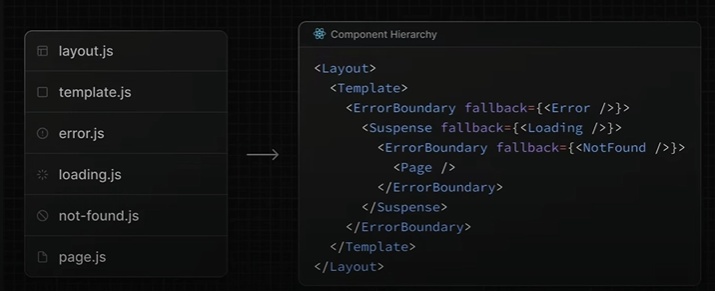 layout.js
template.js
error.js
loading.js
not-found.js
page.js
Component Hierarchy
<Layout>
  <Template>
    <ErrorBoundary fallback={<Error />}>
      <Suspense fallback={<Loading />}>
        <ErrorBoundary fallback={<NotFound />}>
          <Page />
        </ErrorBoundary>
      </Suspense>
    </ErrorBoundary>
  </Template>
</Layout>